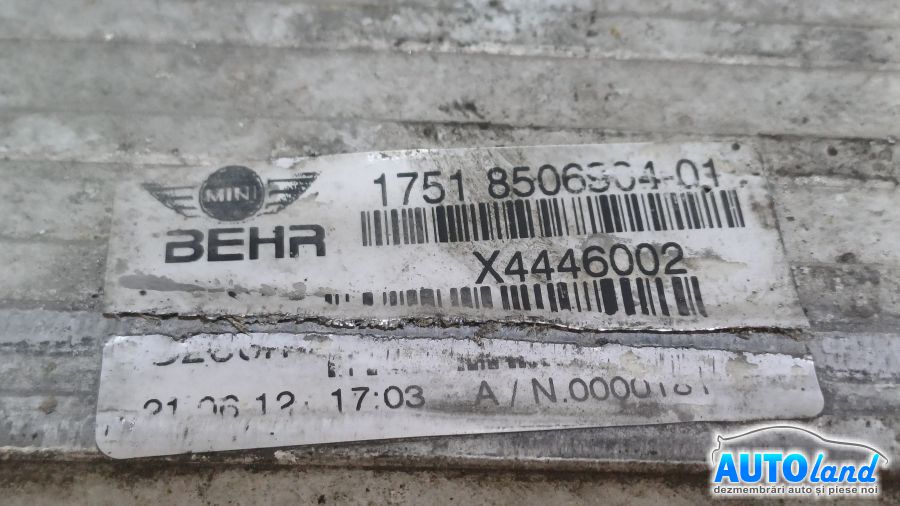 MINI
BEHR
1751 8506904-01
X4446002
21.06.12 17:03 A/N.0000181
AUTOland
dezmembrări auto și piese noi